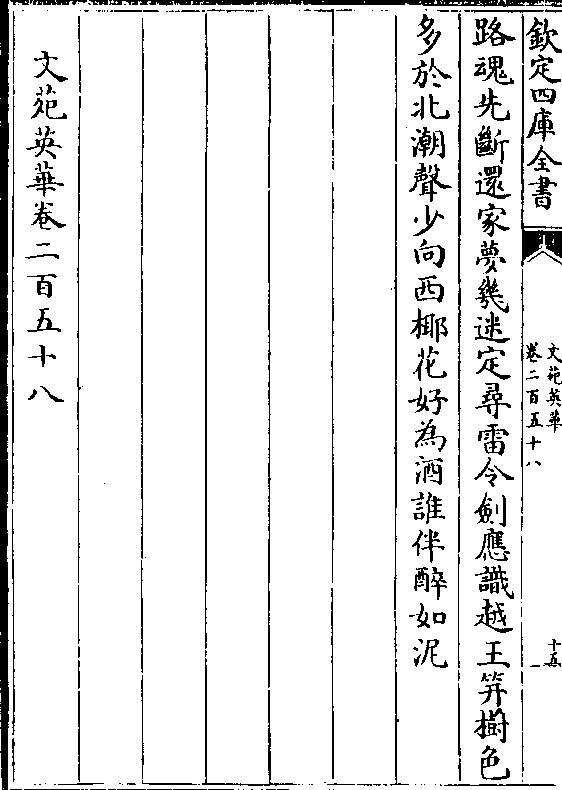 欽定四庫全書
文苑英華
卷二百五十八
十五
路魂先斷還家夢幾迷定尋雷令劍應識越王笄樹色
多於北潮聲少向西椰花好為酒誰伴醉如泥
文苑英華卷二百五十八